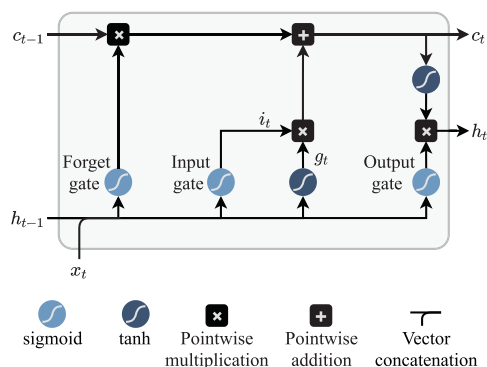 c_{t−1}
×
+
c_t
i_t
×
×
h_t
Forget
gate
Input
gate
g_t
Output
gate
h_{t−1}
x_t
×
+
sigmoid
tanh
Pointwise
multiplication
Pointwise
addition
Vector
concatenation